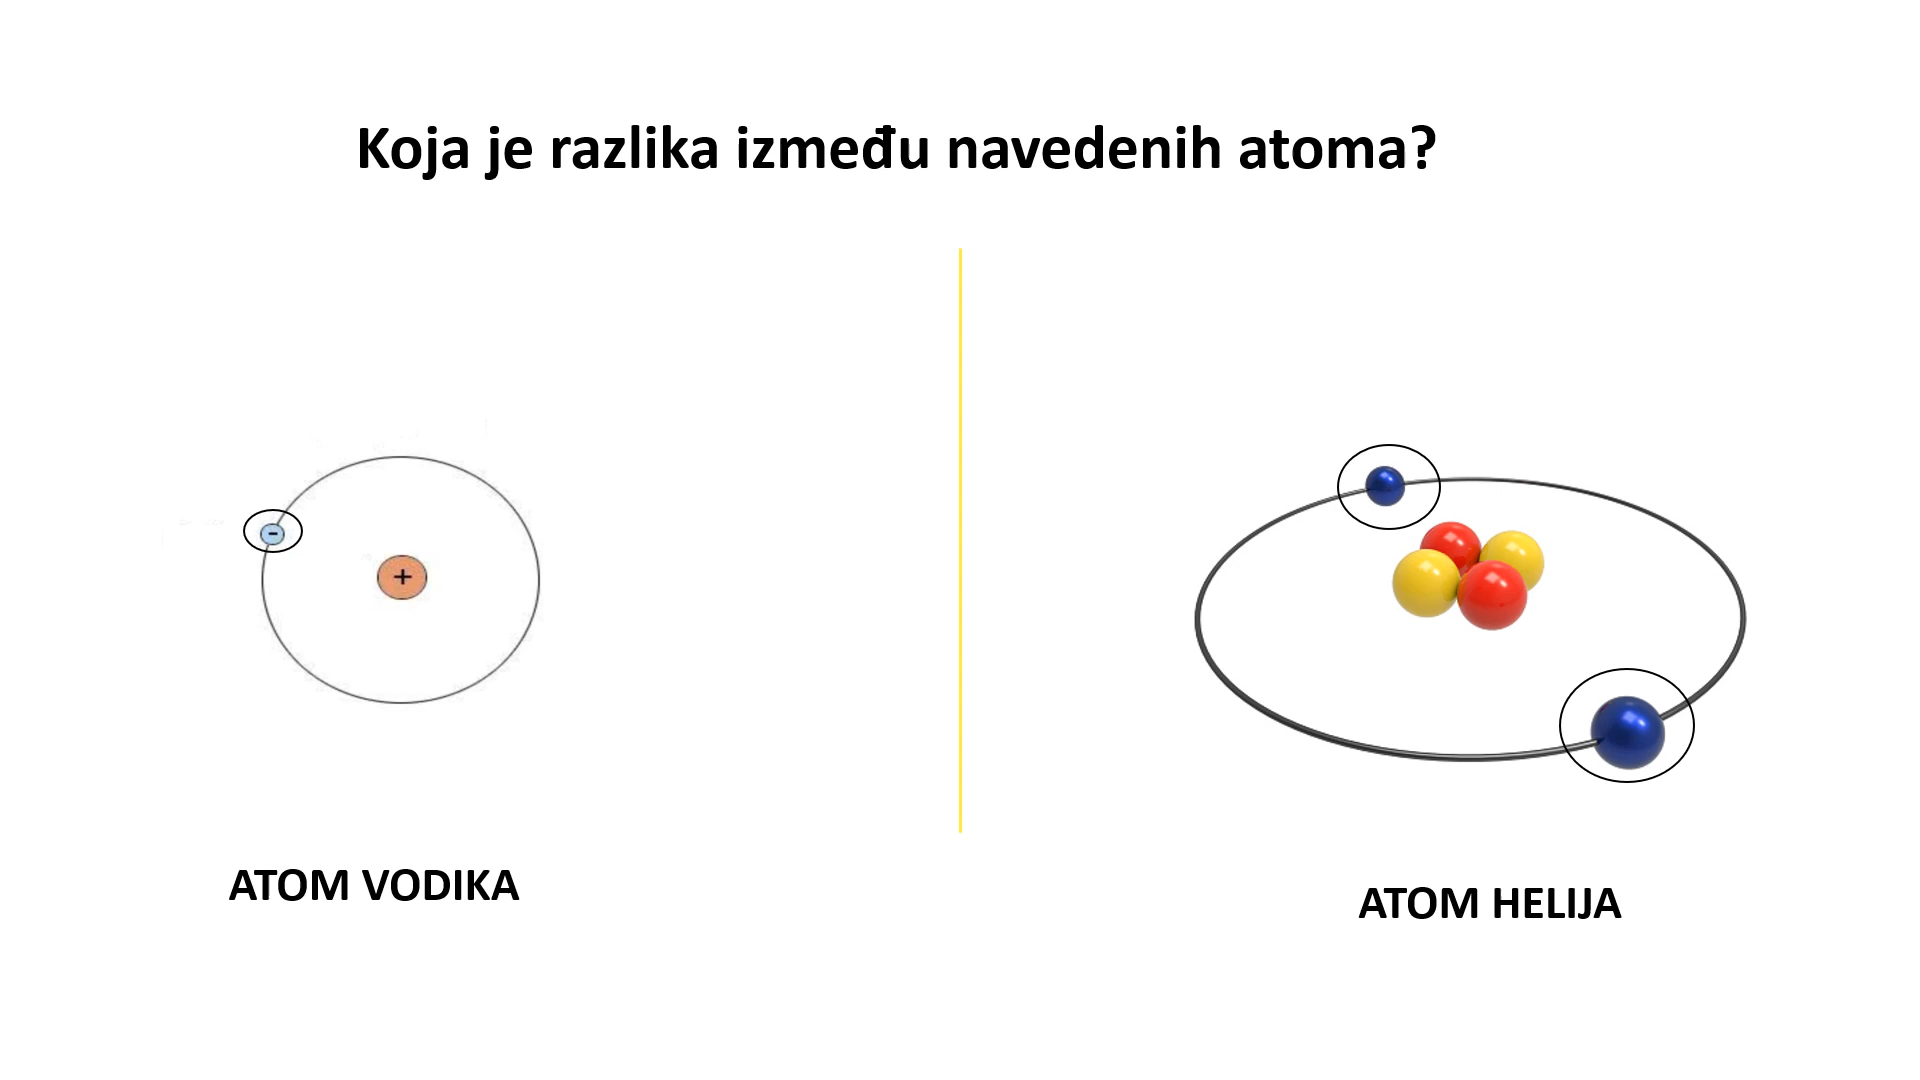 Koja je razlika između navedenih atoma?
-
+
ATOM VODIKA
ATOM HELIJA